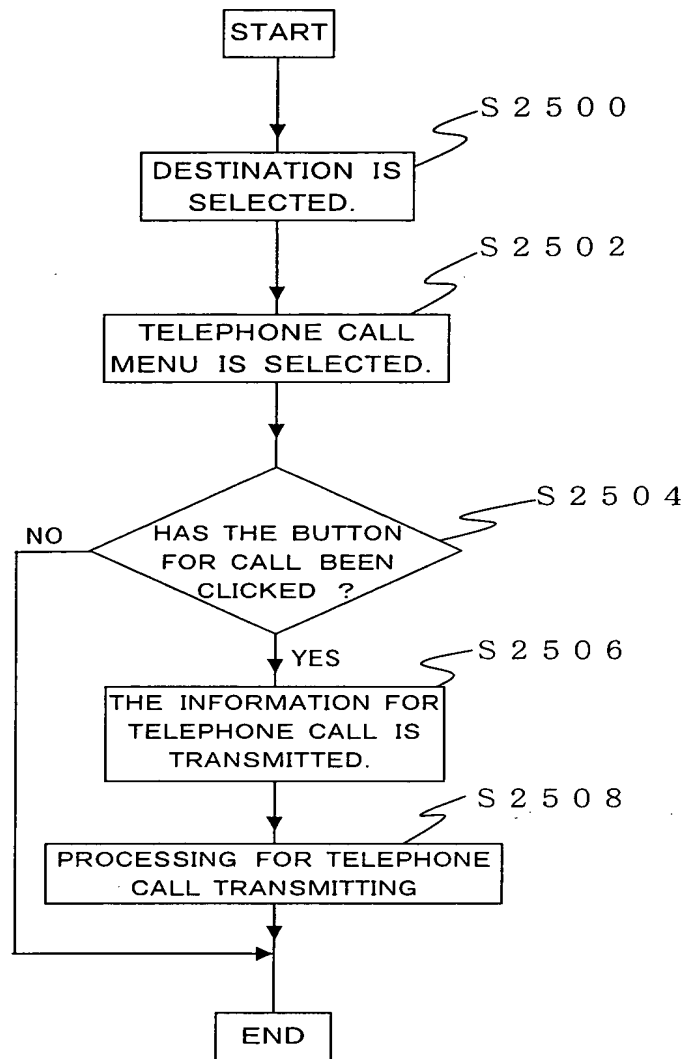 START
S2500
DESTINATION IS
SELECTED.
S2502
TELEPHONE CALL
MENU IS SELECTED.
S2504
HAS THE BUTTON
FOR CALL BEEN
CLICKED ?
NO
YES
S2506
THE INFORMATION FOR
TELEPHONE CALL IS
TRANSMITTED.
S2508
PROCESSING FOR TELEPHONE
CALL TRANSMITTING
END